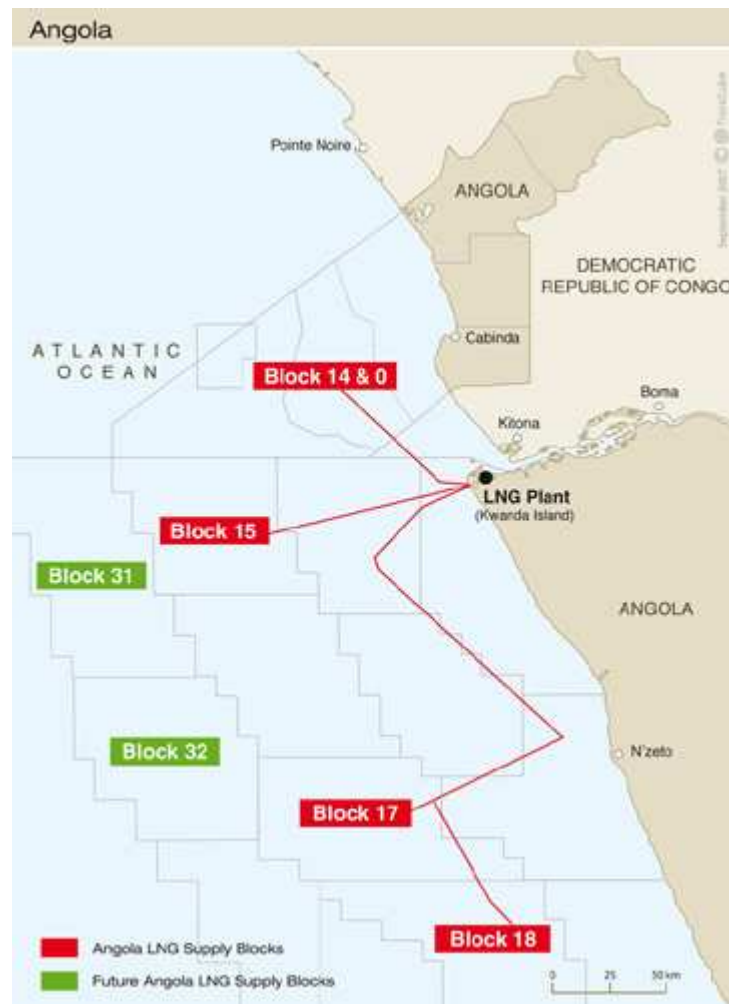 Angola
Pointe Noire
ANGOLA
September 2007 ©
DEMOCRATIC
REPUBLIC OF CONGO
ATLANTIC
OCEAN
Cabinda
Block 14 & 0
Boma
Kitona
LNG Plant
(Kwanda Island)
Block 15
Block 31
ANGOLA
Block 32
N'zeto
Block 17
Block 18
Angola LNG Supply Blocks
Future Angola LNG Supply Blocks
0 25 50 km